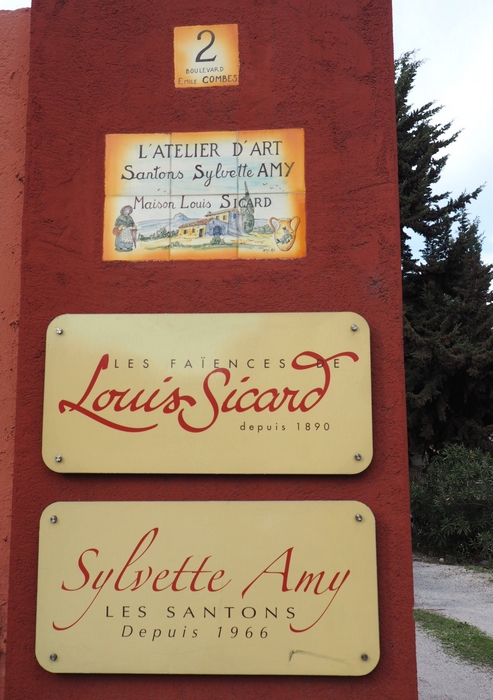 2
BOULEVARD
EMILE COMBES
L'ATELIER D'ART
Santons Sylvette AMY
Maison Louis SICARD
LES FAÏENCES DE
Louis Sicard
depuis 1890
Sylvette Amy
LES SANTONS
Depuis 1966